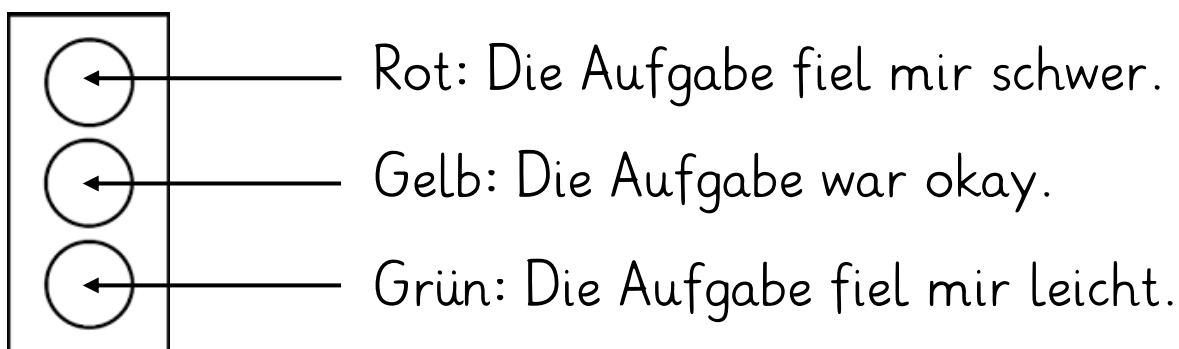 Rot: Die Aufgabe fiel mir schwer.
Gelb: Die Aufgabe war okay.
Grün: Die Aufgabe fiel mir leicht.